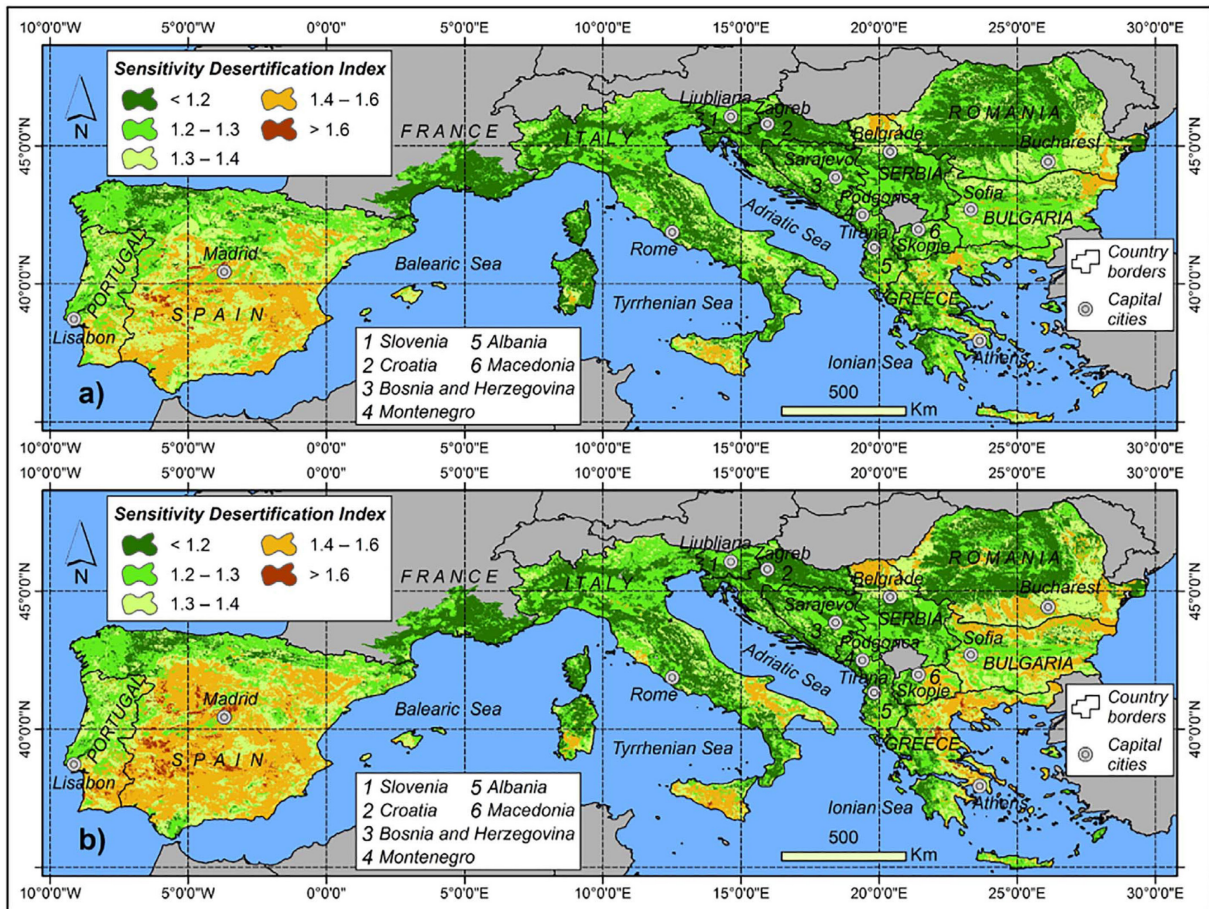 10°0'0"W 5°0'0"W 0°0'0" 5°0'0"E 10°0'0"E 15°0'0"E 20°0'0"E 25°0'0"E 30°0'0"E
Sensitivity Desertification Index
< 1.2 1.4 – 1.6
1.2 – 1.3 > 1.6
1.3 – 1.4
N
45°0'0"N
40°0'0"N
45°0'0"N
40°0'0"N
FRANCE
ITALY
Ljubljana
1
Zagreb
2
ROMANIA
Belgrade
Bucharest
Sarajevo
3
SERBIA
Podgorica
4
Sofia
BULGARIA
Tirana
5
Skopje
6
Adriatic Sea
Rome
Madrid
PORTUGAL
Balearic Sea
SPAIN
Lisabon
Tyrrhenian Sea
GREECE
Ionian Sea
Athens
Country
borders
Capital
cities
1 Slovenia 5 Albania
2 Croatia 6 Macedonia
3 Bosnia and Herzegovina
4 Montenegro
500
Km
a)
10°0'0"W 5°0'0"W 0°0'0" 5°0'0"E 10°0'0"E 15°0'0"E 20°0'0"E 25°0'0"E 30°0'0"E
Sensitivity Desertification Index
< 1.2 1.4 – 1.6
1.2 – 1.3 > 1.6
1.3 – 1.4
N
45°0'0"N
40°0'0"N
45°0'0"N
40°0'0"N
FRANCE
ITALY
Ljubljana
1
Zagreb
2
ROMANIA
Belgrade
Bucharest
Sarajevo
3
SERBIA
Podgorica
4
Sofia
BULGARIA
Tirana
5
Skopje
6
Adriatic Sea
Rome
Madrid
PORTUGAL
Balearic Sea
SPAIN
Lisabon
Tyrrhenian Sea
GREECE
Ionian Sea
Athens
Country
borders
Capital
cities
1 Slovenia 5 Albania
2 Croatia 6 Macedonia
3 Bosnia and Herzegovina
4 Montenegro
500
Km
b)
10°0'0"W 5°0'0"W 0°0'0" 5°0'0"E 10°0'0"E 15°0'0"E 20°0'0"E 25°0'0"E 30°0'0"E